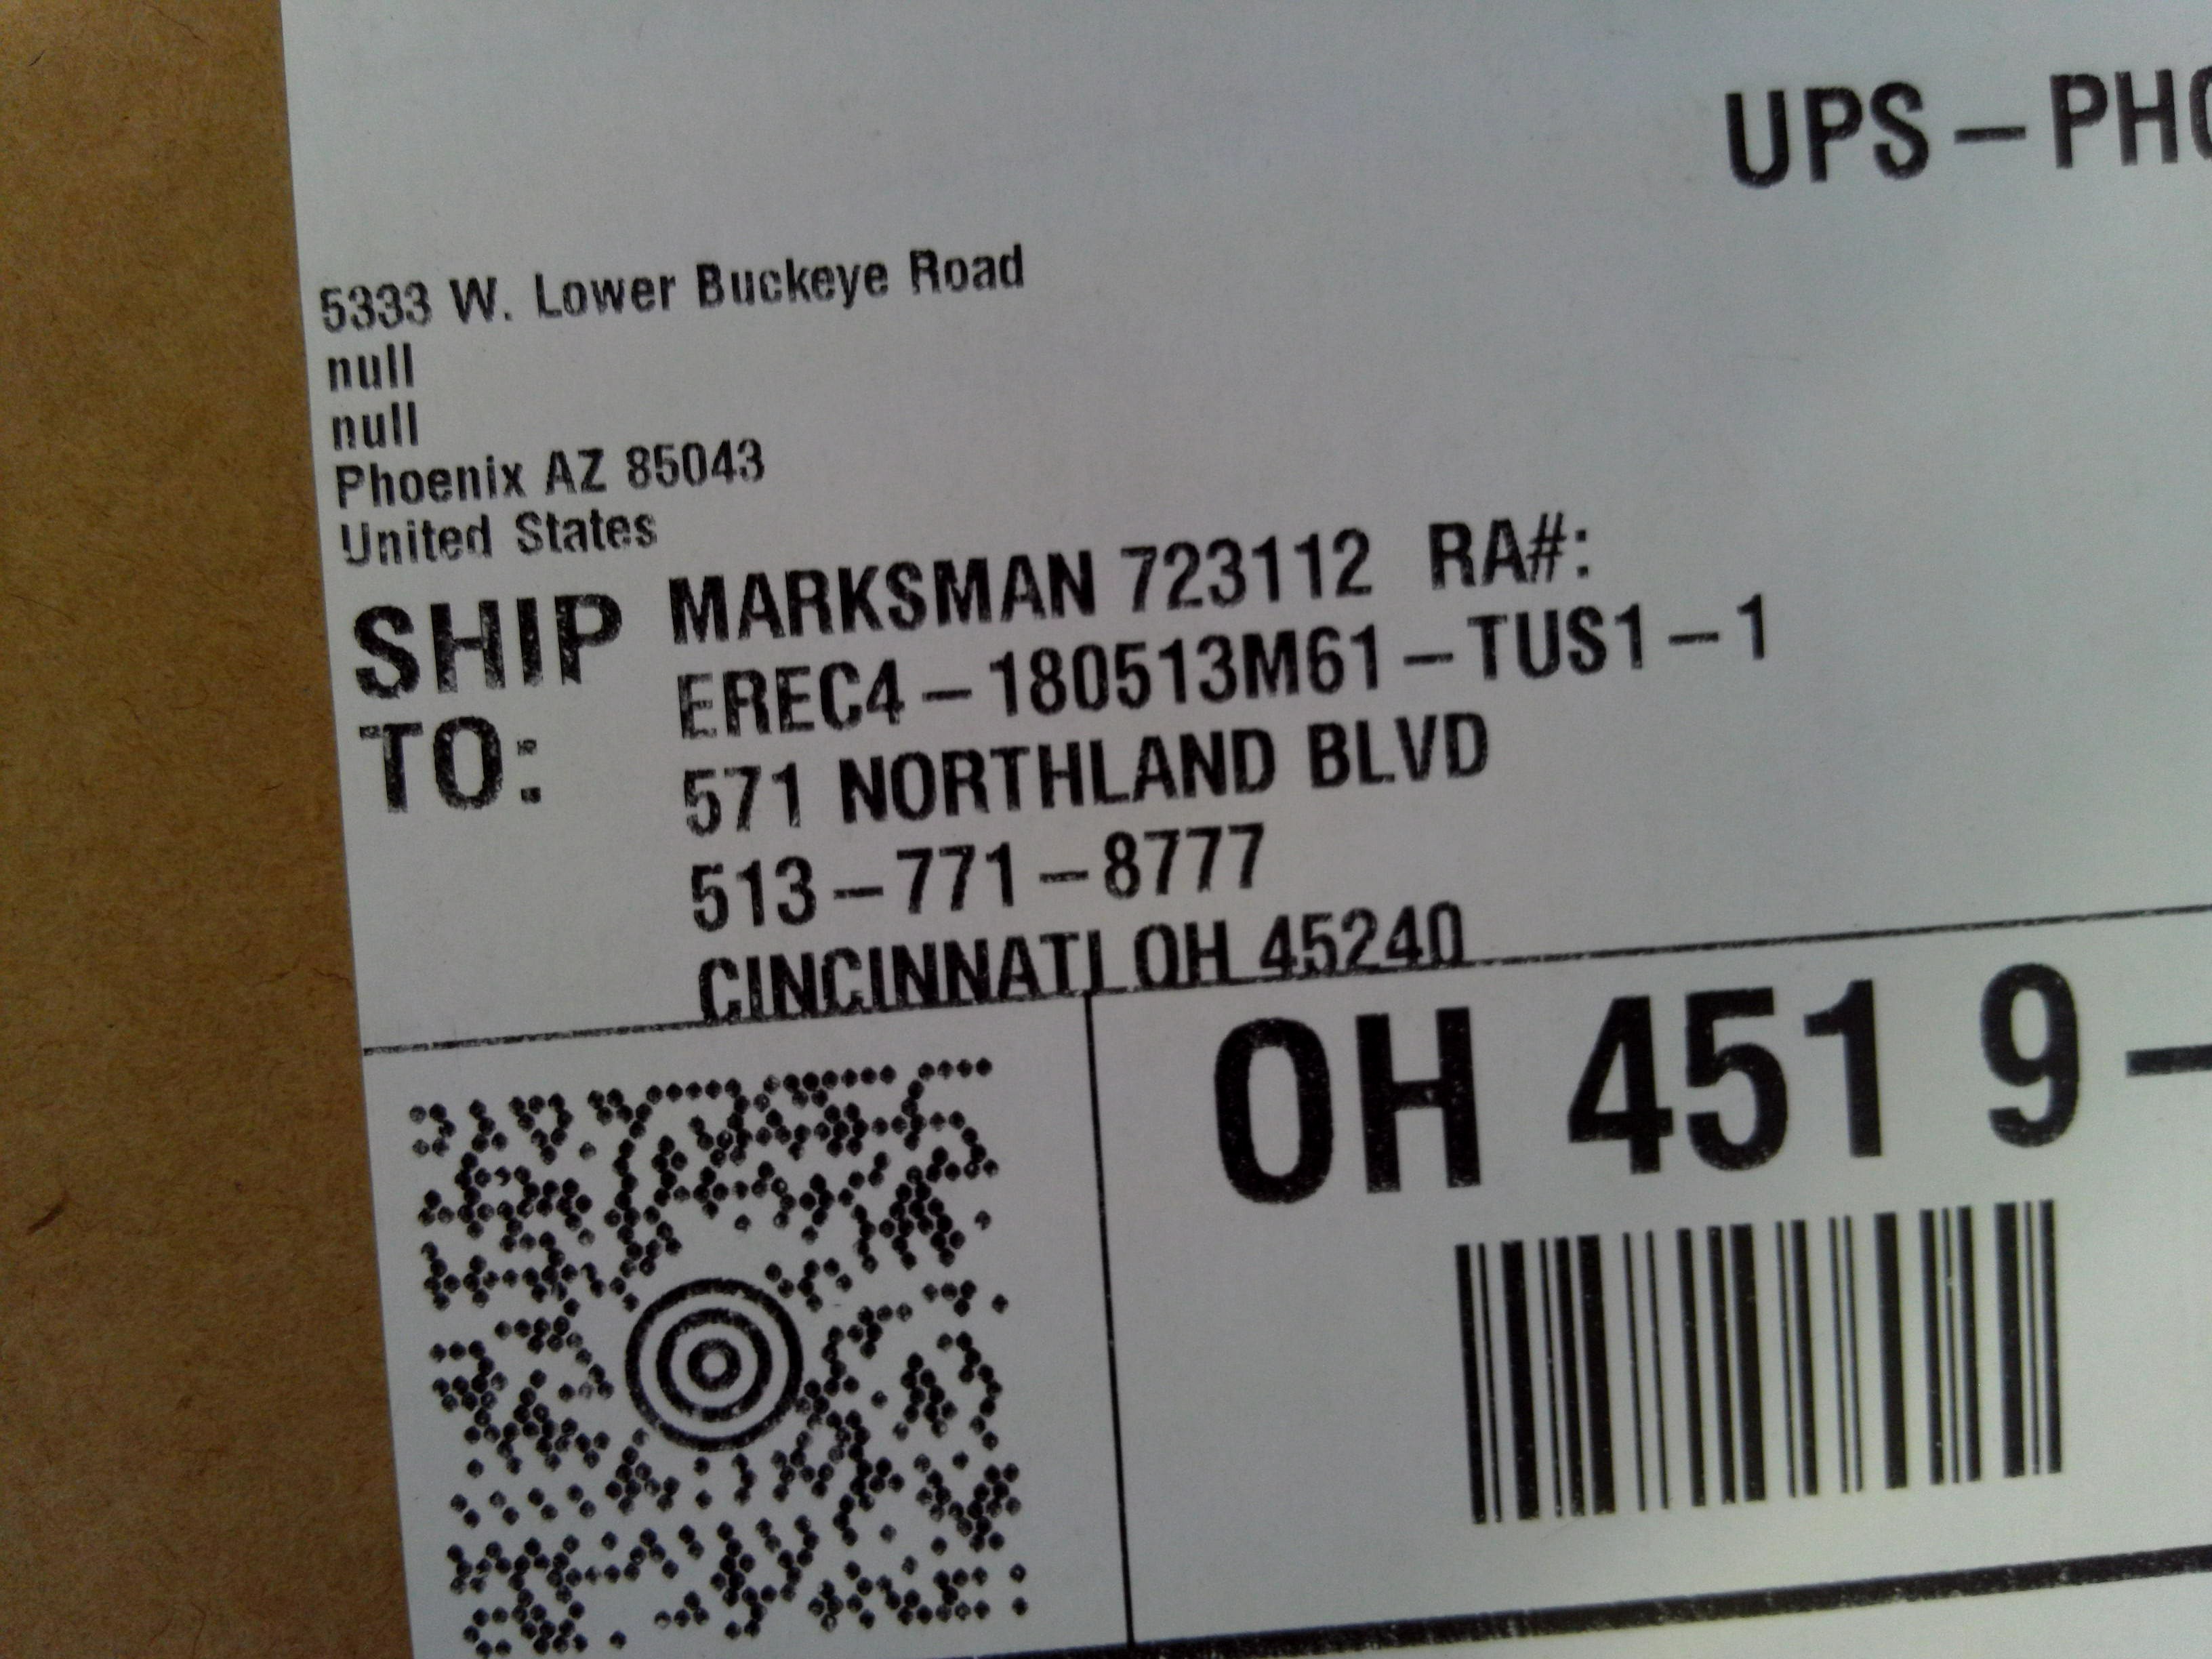 UPS-PHO
5333 W. Lower Buckeye Road
null
null
Phoenix AZ 85043
United States
SHIP TO:
MARKSMAN 723112 RA#:
EREC4-180513M61-TUS1-1
571 NORTHLAND BLVD
513-771-8777
CINCINNATI OH 45240
OH 451 9-